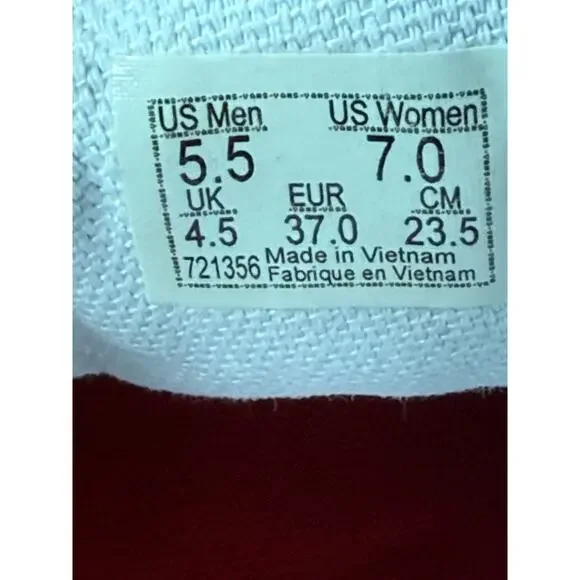 US Men US Women
5.5 7.0
UK EUR CM
4.5 37.0 23.5
721356 Made in Vietnam
Fabrique en Vietnam